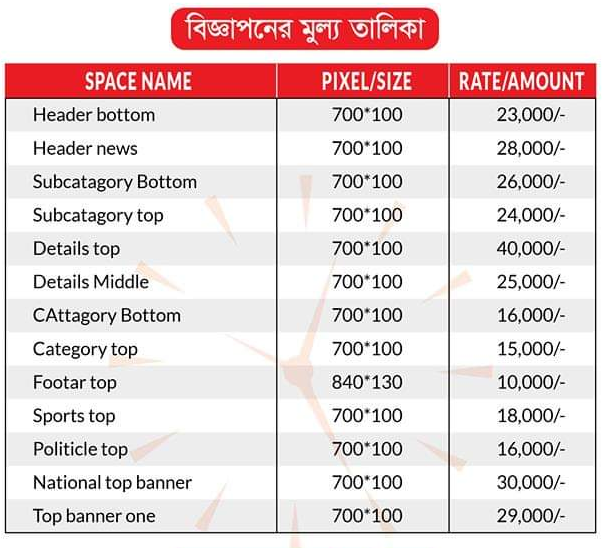 বিজ্ঞাপনের মুল্য তালিকা
SPACE NAME PIXEL/SIZE RATE/AMOUNT
Header bottom 700*100 23,000/-
Header news 700*100 28,000/-
Subcatagory Bottom 700*100 26,000/-
Subcatagory top 700*100 24,000/-
Details top 700*100 40,000/-
Details Middle 700*100 25,000/-
CAttagory Bottom 700*100 16,000/-
Category top 700*100 15,000/-
Footar top 840*130 10,000/-
Sports top 700*100 18,000/-
Politicle top 700*100 16,000/-
National top banner 700*100 30,000/-
Top banner one 700*100 29,000/-